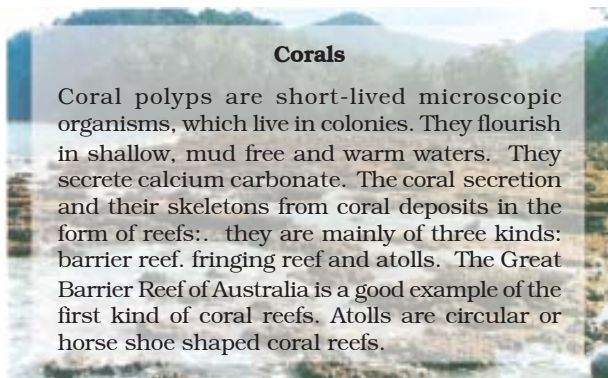 Corals
Coral polyps are short-lived microscopic
organisms, which live in colonies. They flourish
in shallow, mud free and warm waters. They
secrete calcium carbonate. The coral secretion
and their skeletons from coral deposits in the
form of reefs:. they are mainly of three kinds:
barrier reef. fringing reef and atolls. The Great
Barrier Reef of Australia is a good example of the
first kind of coral reefs. Atolls are circular or
horse shoe shaped coral reefs.